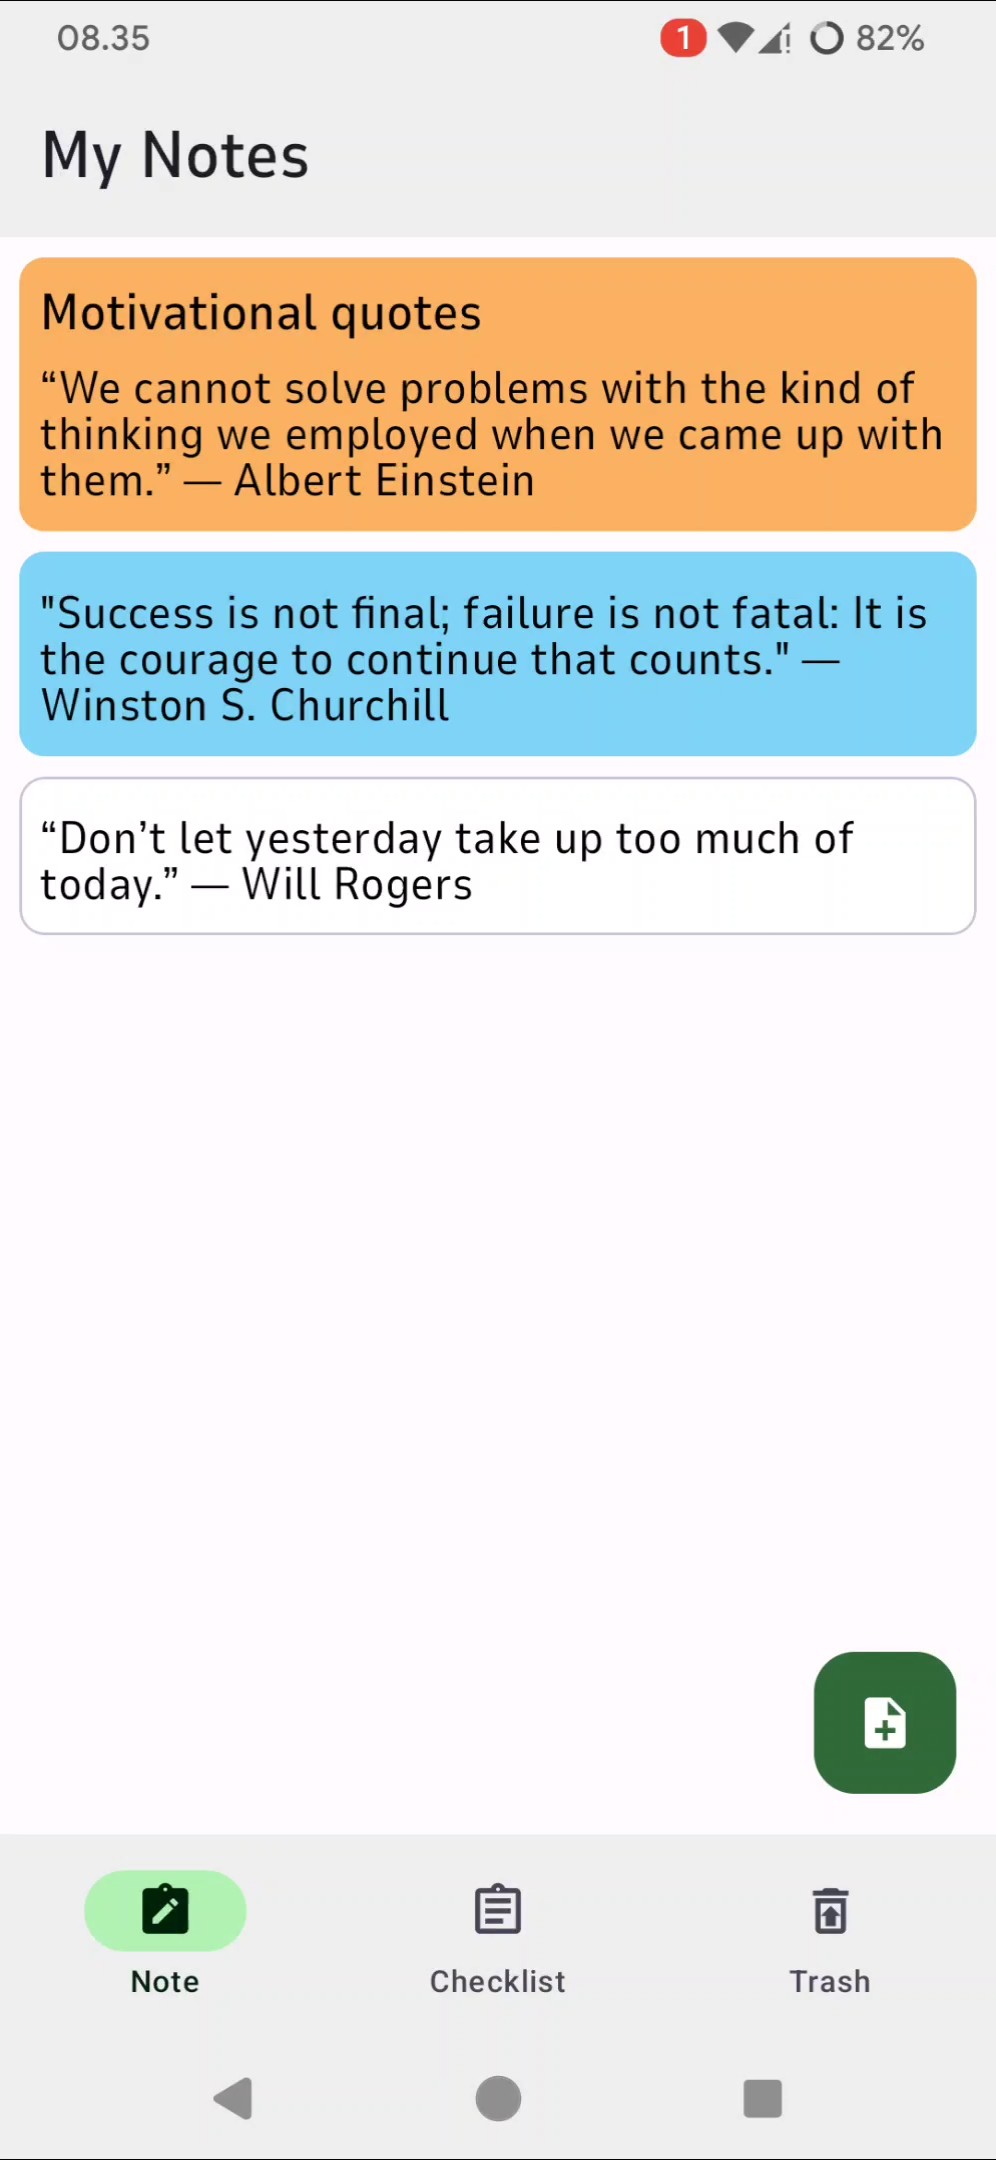 08.35
1
82%
My Notes
Motivational quotes
“We cannot solve problems with the kind of
thinking we employed when we came up with
them.” — Albert Einstein
"Success is not final; failure is not fatal: It is
the courage to continue that counts." —
Winston S. Churchill
“Don’t let yesterday take up too much of
today.” — Will Rogers
Note
Checklist
Trash